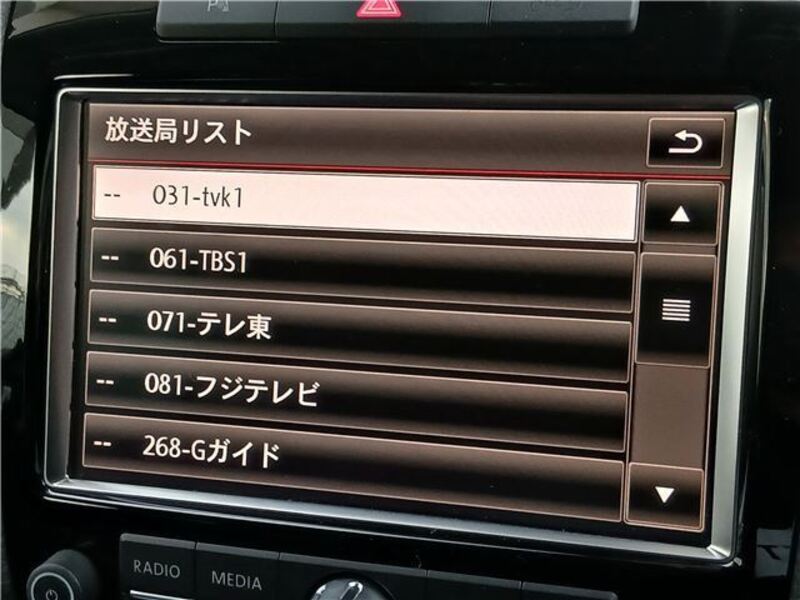 放送局リスト
-- 031-tvk1
-- 061-TBS1
-- 071-テレ東
-- 081-フジテレビ
-- 268-Gガイド
RADIO
MEDIA